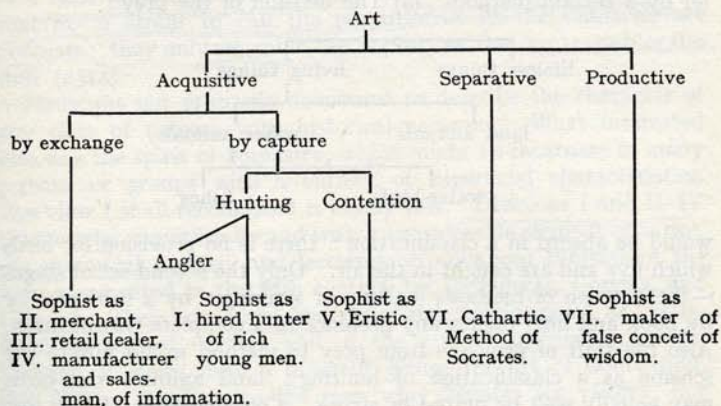 Art
Acquisitive Separative Productive
by exchange by capture
Hunting Contention
Angler
Sophist as Sophist as Sophist as Sophist as
II. merchant, I. hired hunter V. Eristic. VI. Cathartic VII. maker of
III. retail dealer, of rich Method of false conceit of
IV. manufacturer young men. Socrates. wisdom.
and sales-
man, of information.